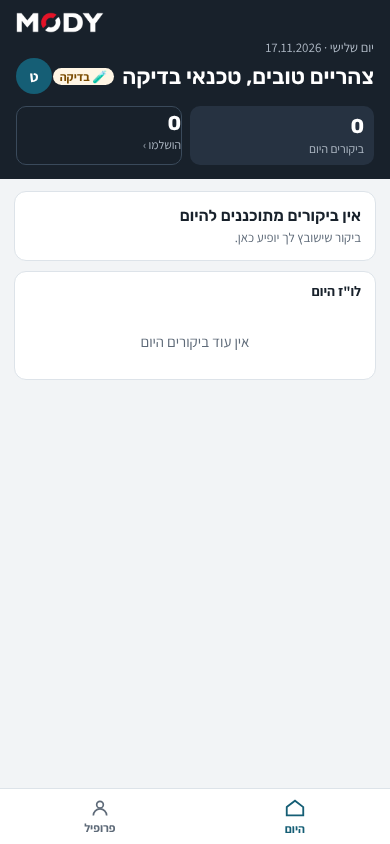 MODY
יום שלישי · 17.11.2026
צהריים טובים, טכנאי בדיקה 🧪 בדיקה ט
0
ביקורים היום
0
הושלמו ›
אין ביקורים מתוכננים להיום
ביקור שישובץ לך יופיע כאן.
לו"ז היום
אין עוד ביקורים היום
היום
פרופיל